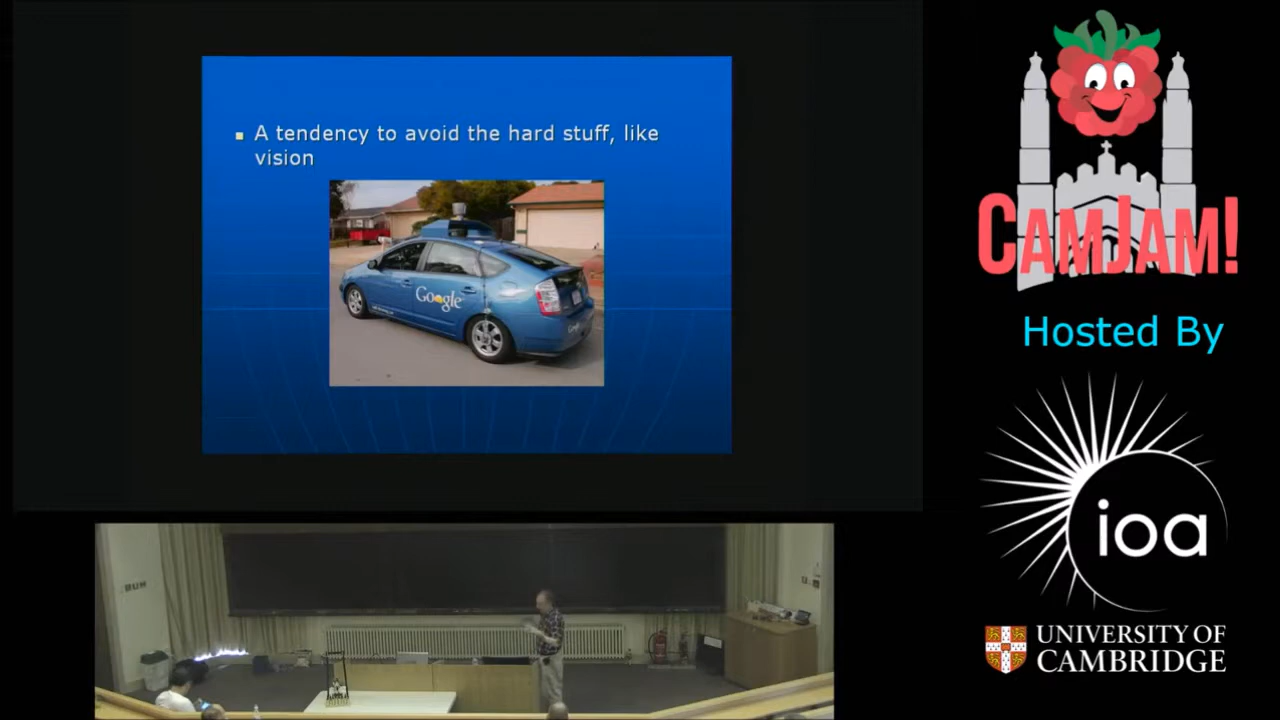 A tendency to avoid the hard stuff, like
vision
Google
CAMJAM!
Hosted By
ioa
UNIVERSITY OF
CAMBRIDGE